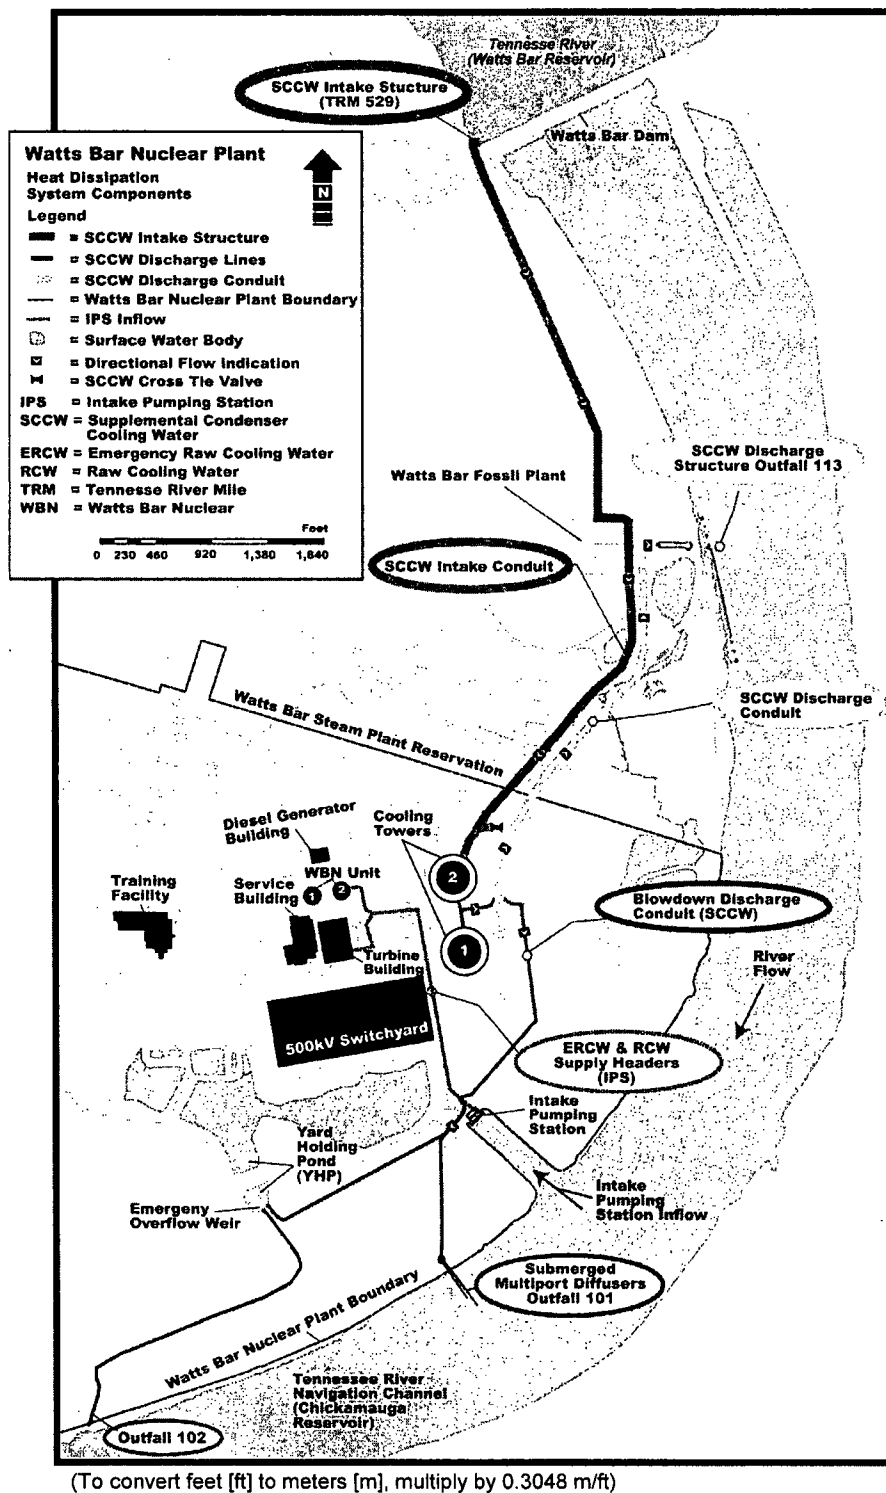 Tennesse River
(Watts Bar Reservoir)
SCCW Intake Stucture
(TRM 529)
Watts Bar Dam
Watts Bar Nuclear Plant
Heat Dissipation
System Components
N
Legend
= SCCW Intake Structure
= SCCW Discharge Lines
= SCCW Discharge Conduit
= Watts Bar Nuclear Plant Boundary
= IPS Inflow
= Surface Water Body
= Directional Flow Indication
= SCCW Cross Tie Valve
IPS = Intake Pumping Station
SCCW = Supplemental Condenser
Cooling Water
ERCW = Emergency Raw Cooling Water
RCW = Raw Cooling Water
TRM = Tennessee River Mile
WBN = Watts Bar Nuclear
Feet
0 230 460 920 1,380 1,840
SCCW Discharge
Structure Outfall 113
Watts Bar Fossil Plant
SCCW Intake Conduit
SCCW Discharge
Conduit
Watts Bar Steam Plant Reservation
Diesel Generator
Building
Cooling
Towers
WBN Unit
1 2
2
Training
Facility
Service
Building
Blowdown Discharge
Conduit (SCCW)
1
Turbine
Building
River
Flow
500kV Switchyard
ERCW & RCW
Supply Headers
(IPS)
Intake
Pumping
Station
Yard
Holding
Pond
(YHP)
Emergeny
Overflow Weir
Intake
Pumping
Station Inflow
Submerged
Multiport Diffusers
Outfall 101
Watts Bar Nuclear Plant Boundary
Tennessee River
Navigation Channel
(Chickamauga
Reservoir)
Outfall 102
(To convert feet [ft] to meters [m], multiply by 0.3048 m/ft)